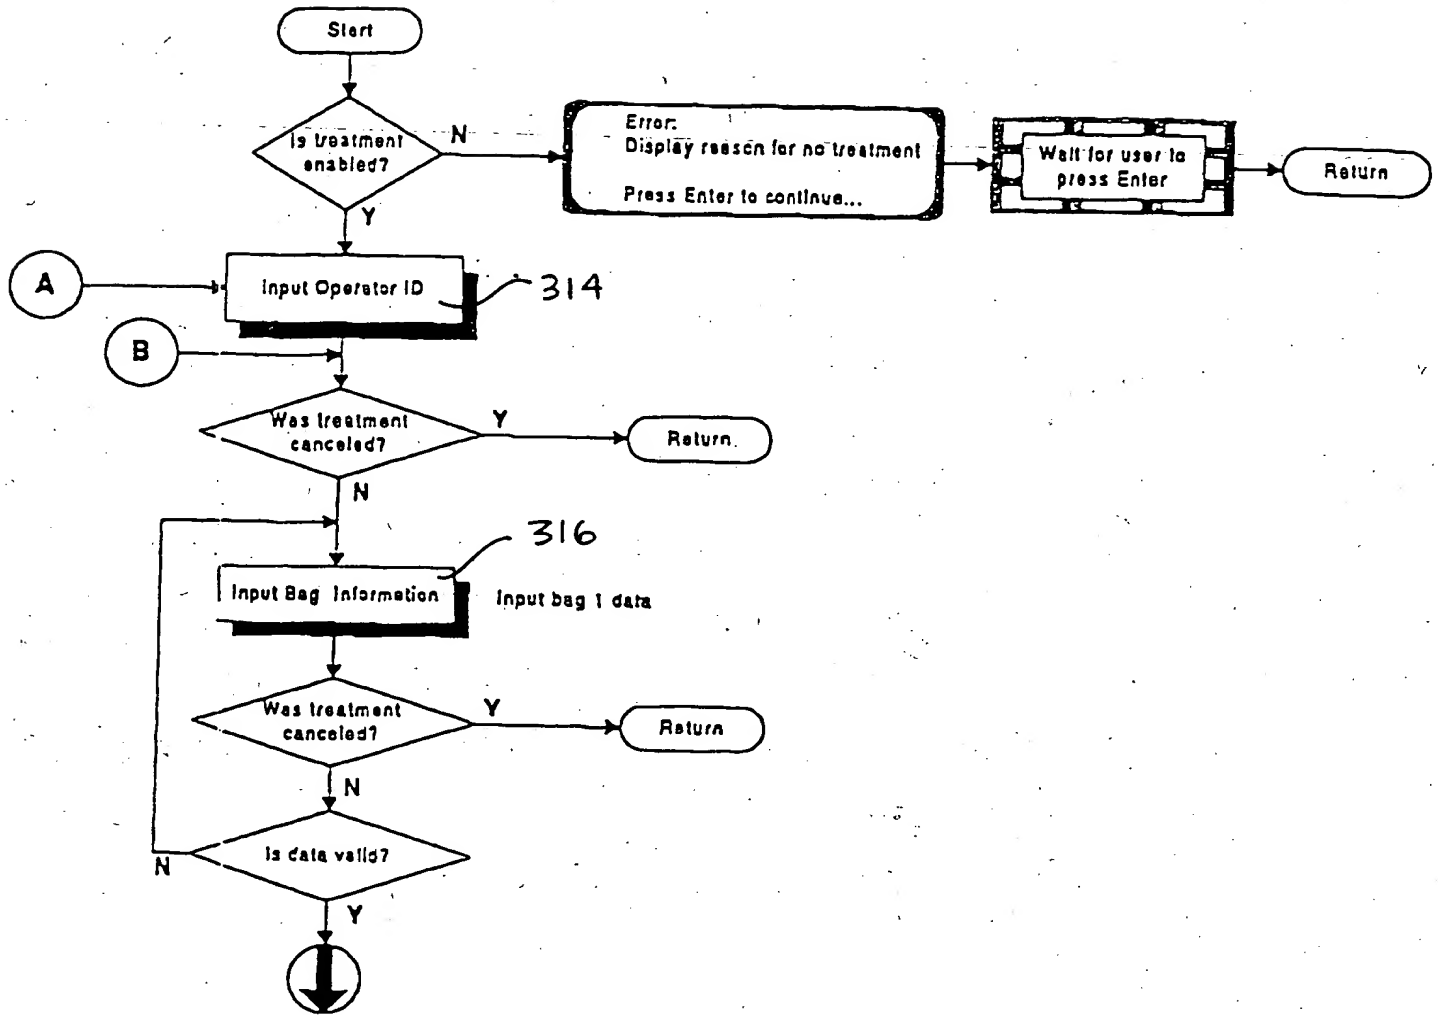 Start
Is treatment
enabled?
N
Error:
Display reason for no treatment
Press Enter to continue...
Wait for user to
press Enter
Return
Y
A
Input Operator ID
314
B
Was treatment
canceled?
Y
Return
N
316
Input Bag Information
Input bag 1 data
Was treatment
canceled?
Y
Return
N
Is data valid?
N
Y